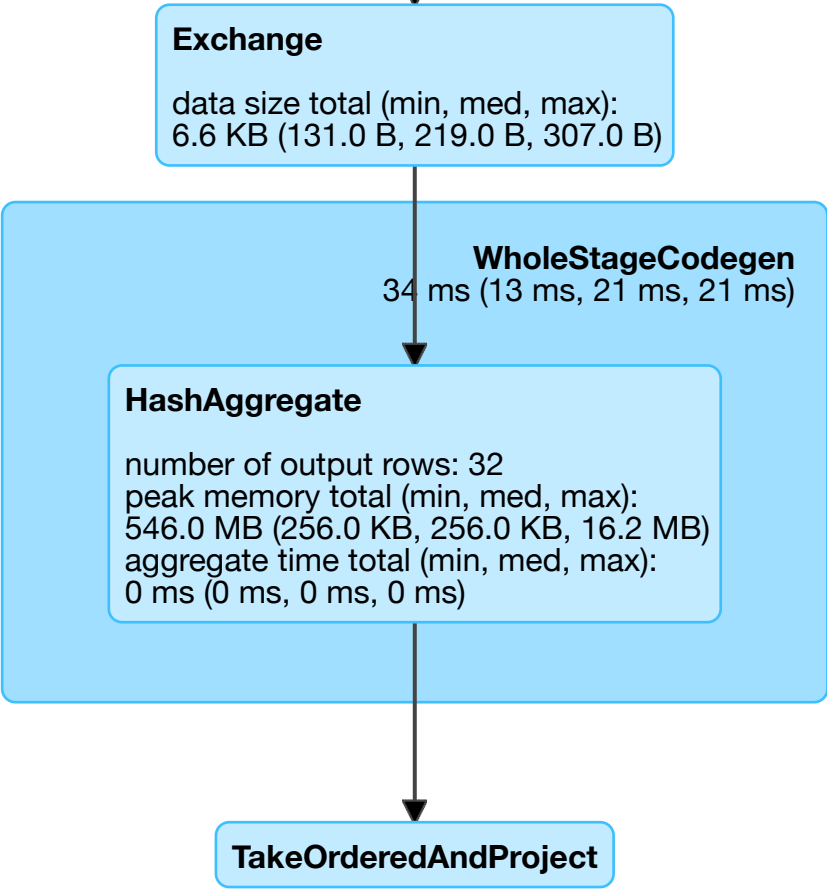 Exchange
data size total (min, med, max):
6.6 KB (131.0 B, 219.0 B, 307.0 B)
WholeStageCodegen
34 ms (13 ms, 21 ms, 21 ms)
HashAggregate
number of output rows: 32
peak memory total (min, med, max):
546.0 MB (256.0 KB, 256.0 KB, 16.2 MB)
aggregate time total (min, med, max):
0 ms (0 ms, 0 ms, 0 ms)
TakeOrderedAndProject